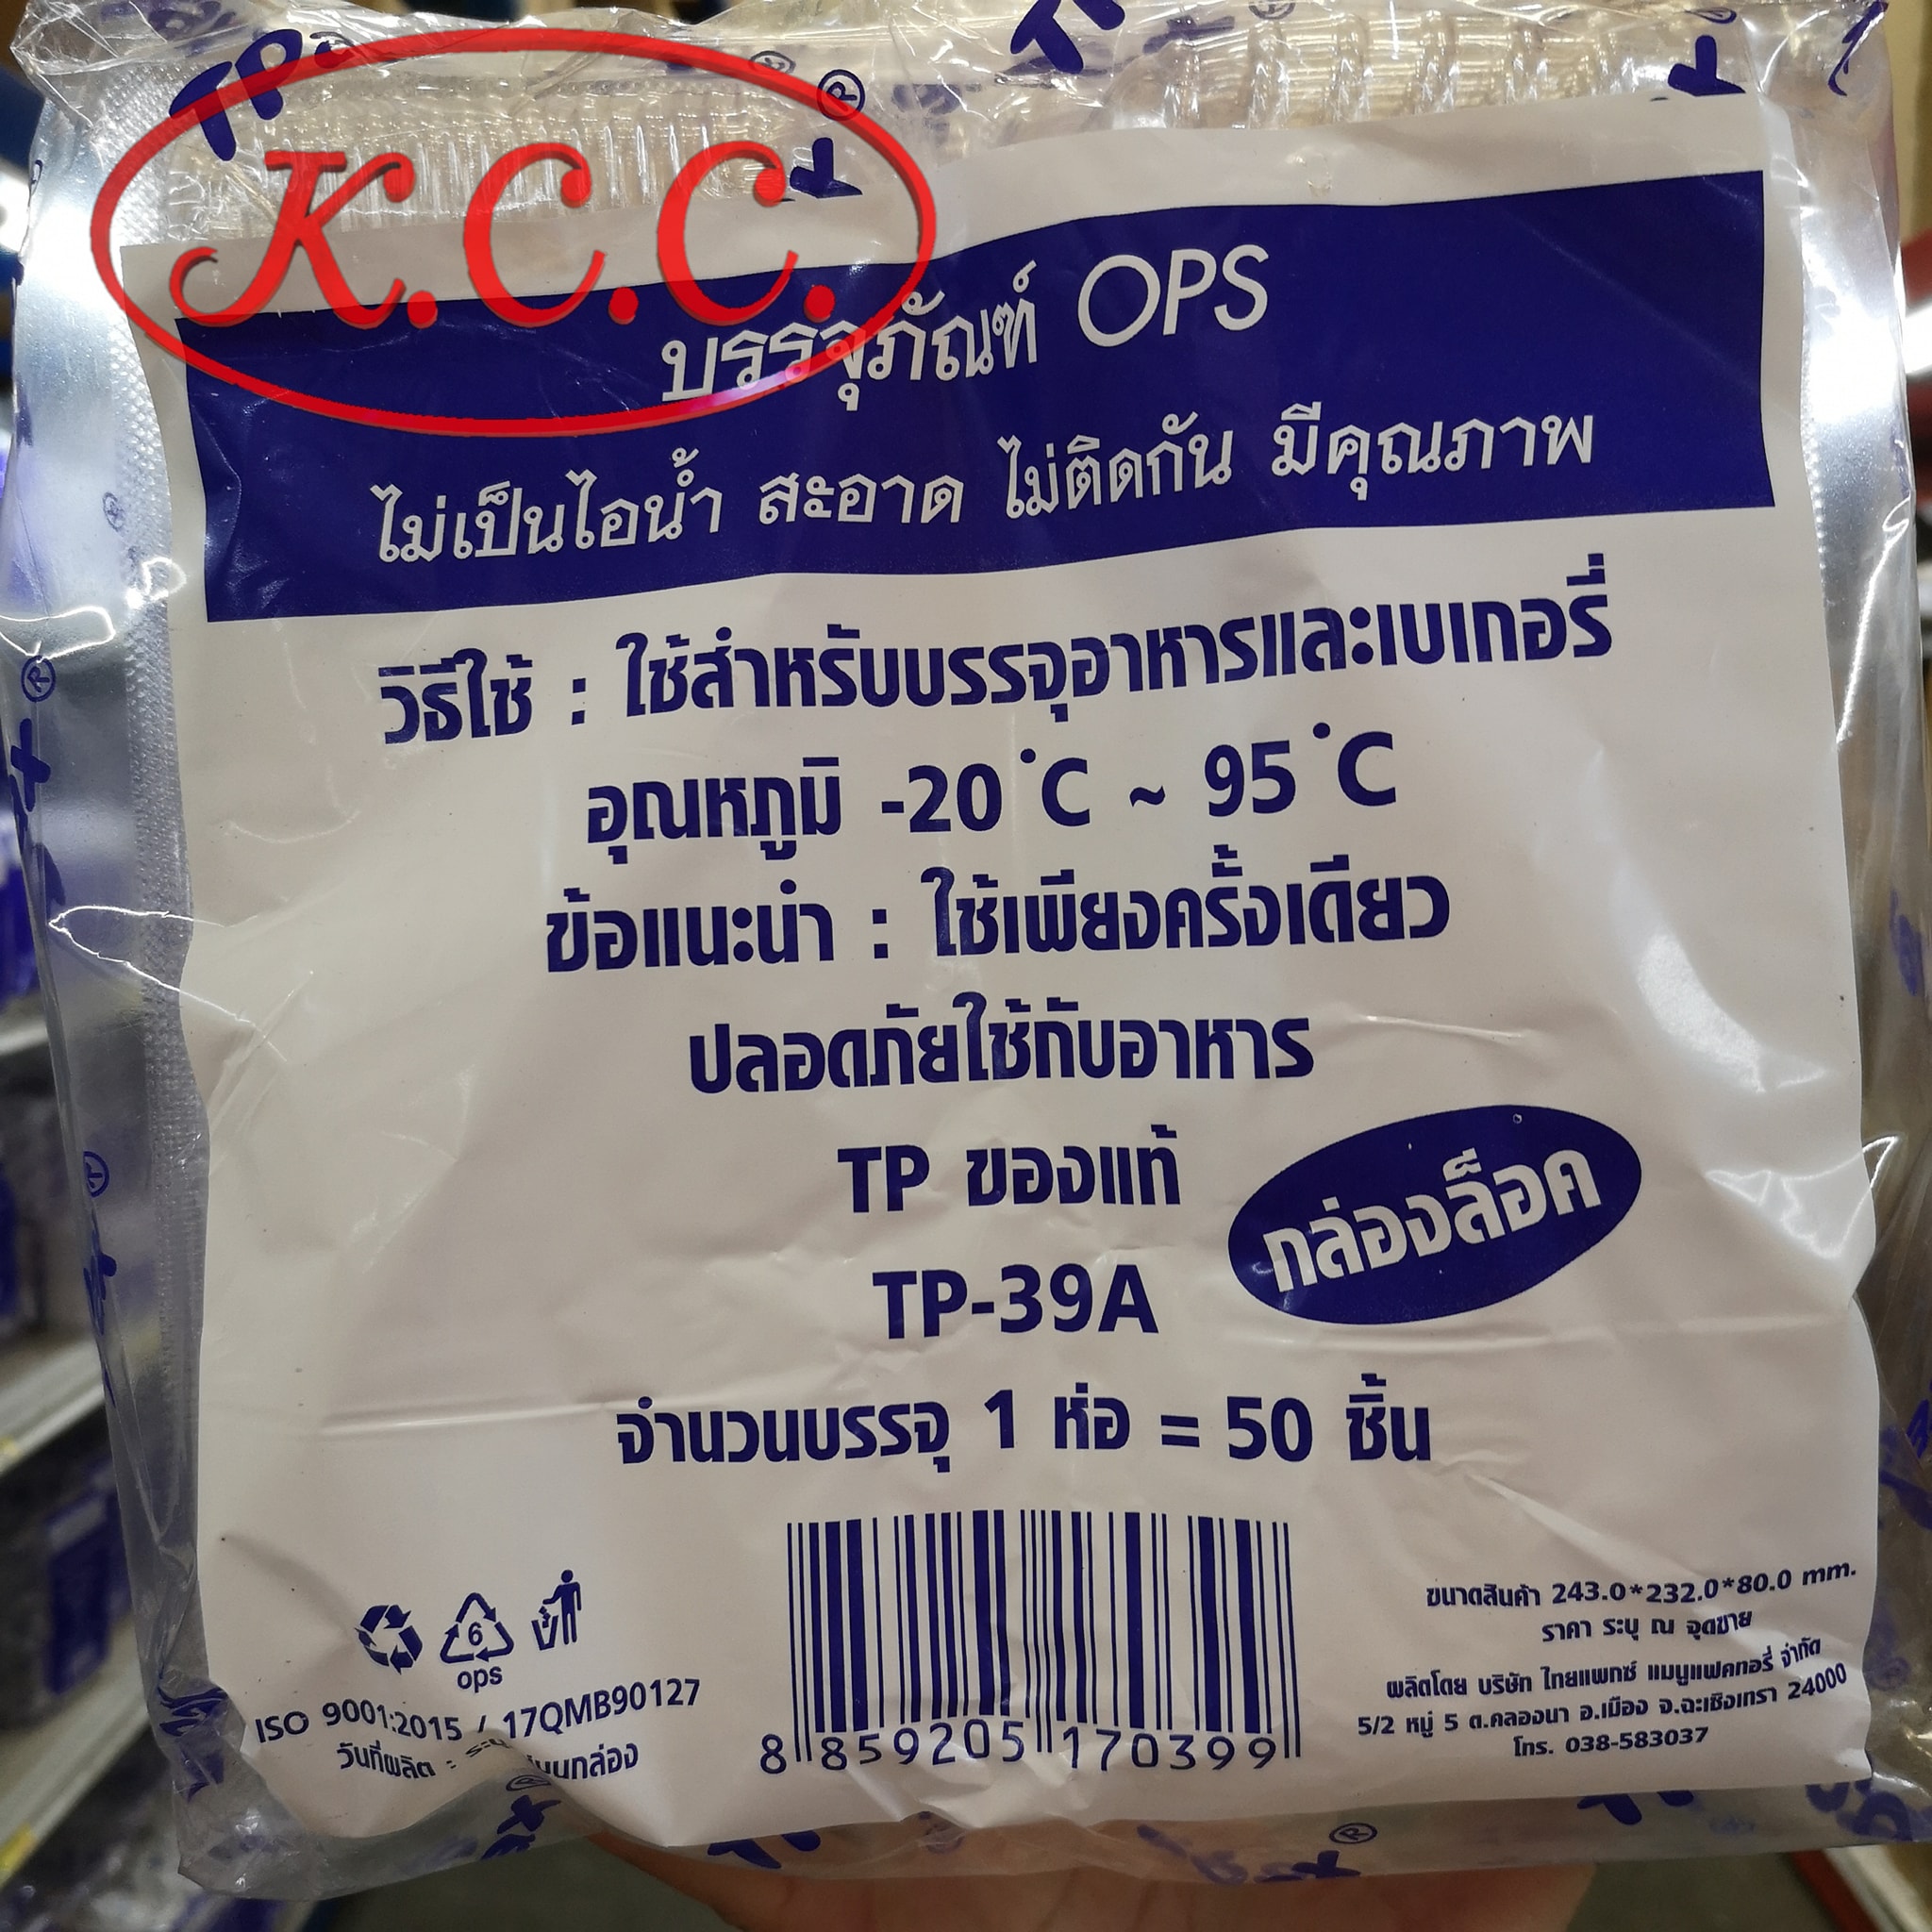 K.C.C.
บรรจุภัณฑ์ OPS
ไม่เป็นไอน้ำ สะอาด ไม่ติดกัน มีคุณภาพ
วิธีใช้ : ใช้สำหรับบรรจุอาหารและเบเกอรี่
อุณหภูมิ -20 °C ~ 95 °C
ข้อแนะนำ : ใช้เพียงครั้งเดียว
ปลอดภัยใช้กับอาหาร
TP ของแท้
กล่องล็อค
TP-39A
จำนวนบรรจุ 1 ห่อ = 50 ชิ้น
6
ops
ISO 9001:2015 / 17QMB90127
วันที่ผลิต : บนกล่อง
8 859205 170399
ขนาดสินค้า 243.0*232.0*80.0 mm.
ราคา ระบุ ณ จุดขาย
ผลิตโดย บริษัท ไทยแพกซ์ แมนูแฟคทอรี่ จำกัด
5/2 หมู่ 5 ต.คลองนา อ.เมือง จ.ฉะเชิงเทรา 24000
โทร. 038-583037